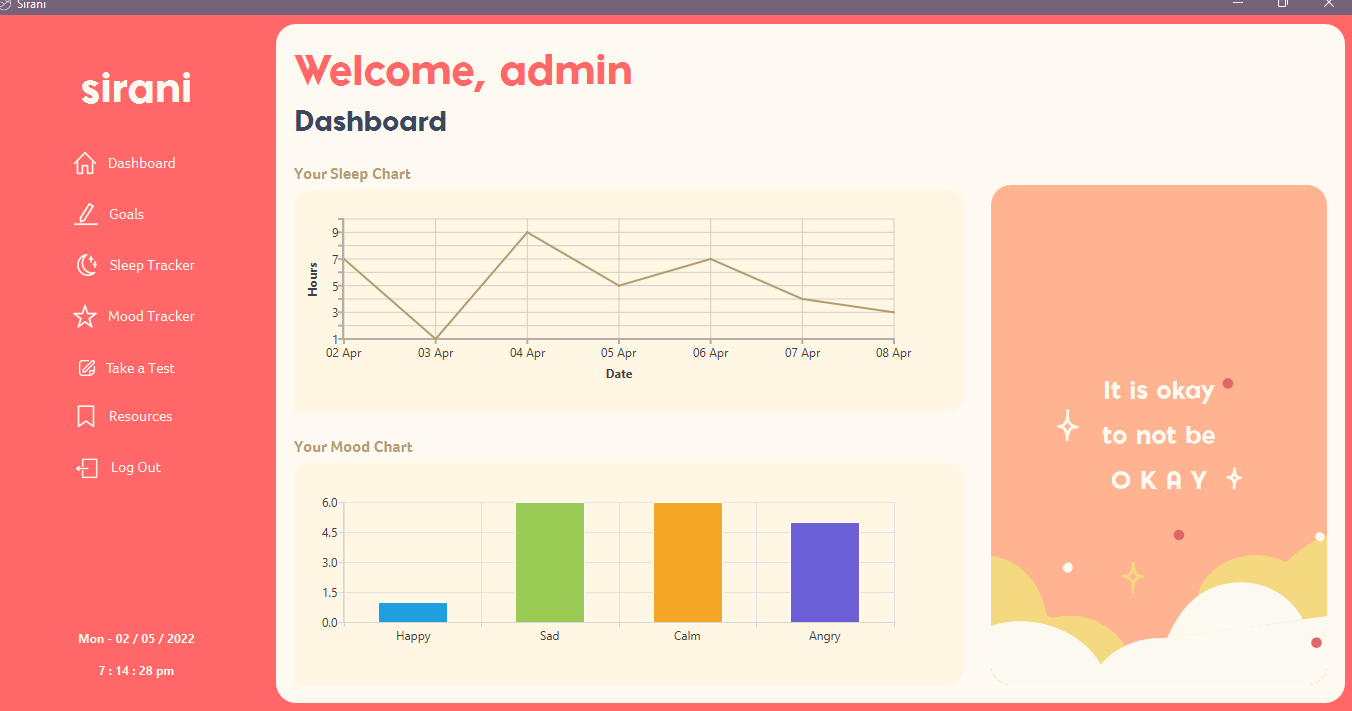 Sirani
sirani
Dashboard
Goals
Sleep Tracker
Mood Tracker
Take a Test
Resources
Log Out
Mon - 02 / 05 / 2022
7 : 14 : 28 pm
Welcome, admin
Dashboard
Your Sleep Chart
9
7
5
3
1
Hours
02 Apr 03 Apr 04 Apr 05 Apr 06 Apr 07 Apr 08 Apr
Date
Your Mood Chart
6.0
4.5
3.0
1.5
0.0
Happy Sad Calm Angry
It is okay
to not be
OKAY